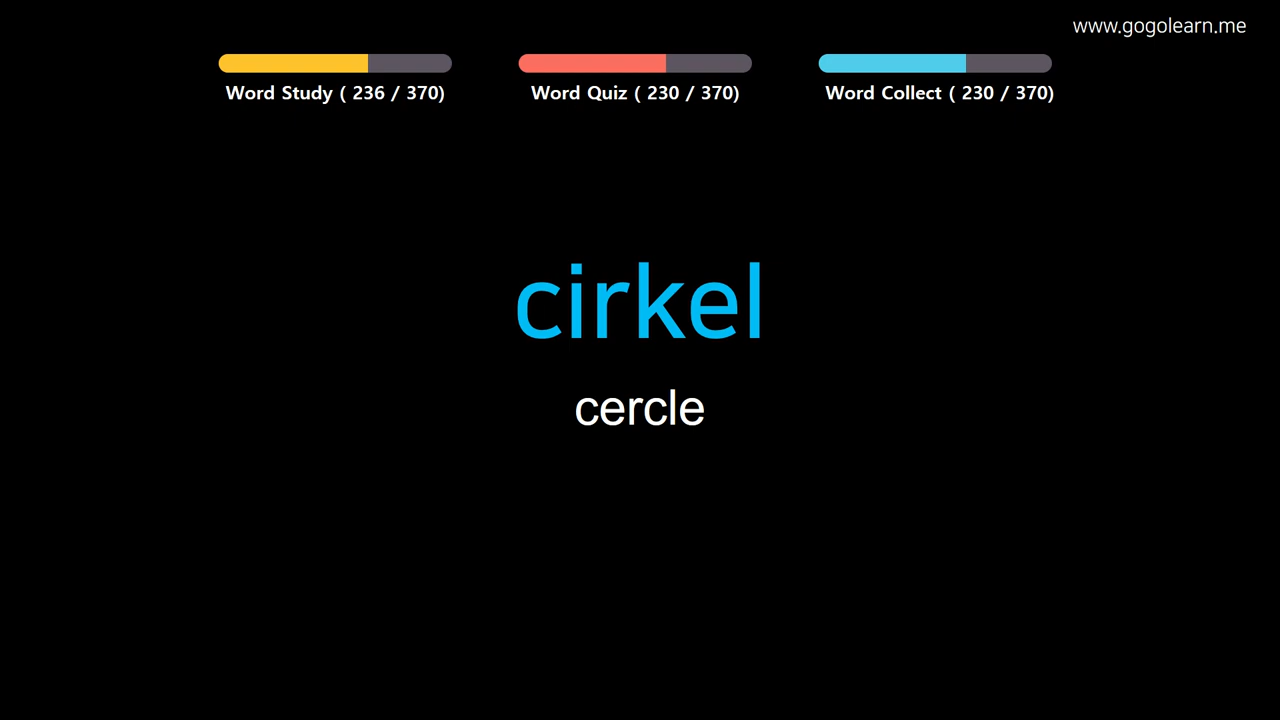 www.gogolearn.me
Word Study ( 236 / 370)
Word Quiz ( 230 / 370)
Word Collect ( 230 / 370)
cirkel
cercle